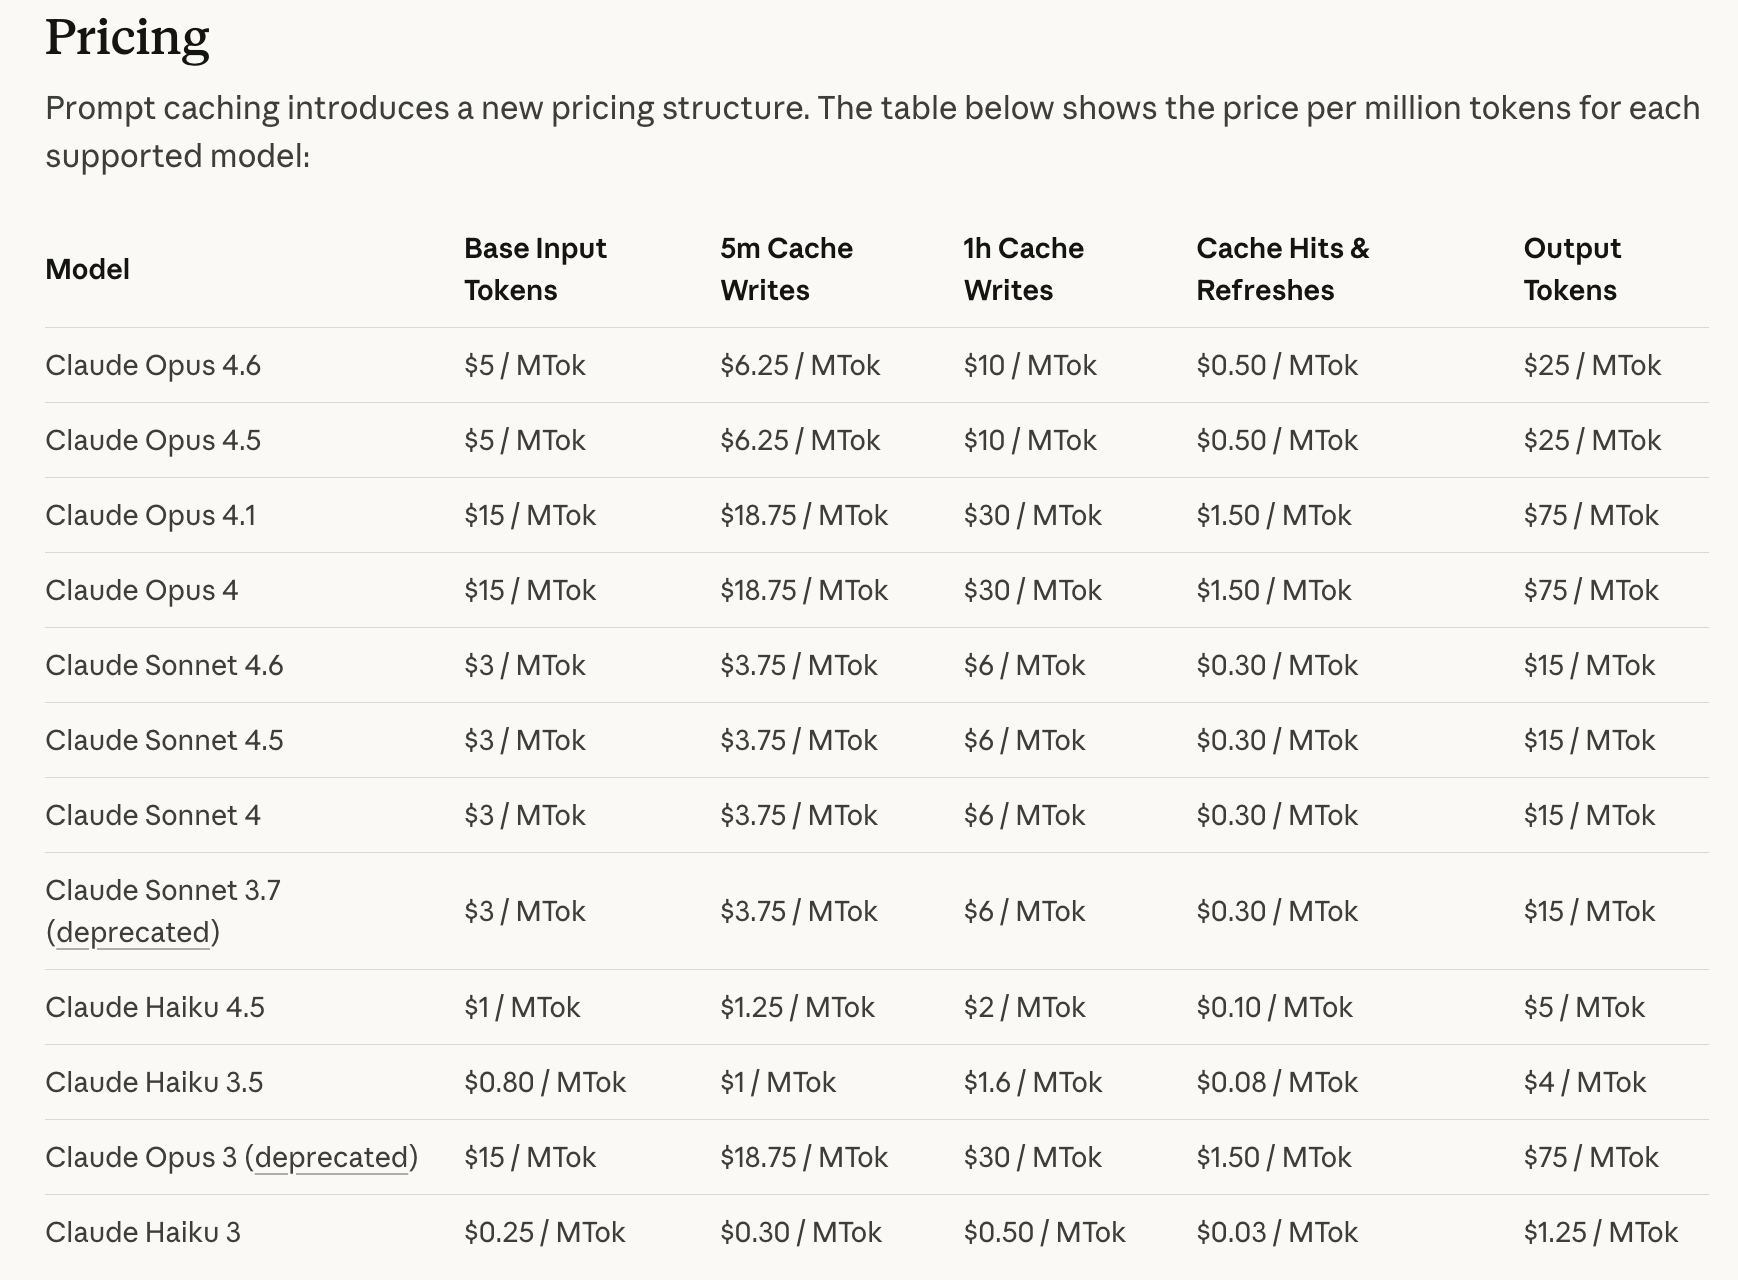 Pricing
Prompt caching introduces a new pricing structure. The table below shows the price per million tokens for each
supported model:
Model Base Input Tokens 5m Cache Writes 1h Cache Writes Cache Hits & Refreshes Output Tokens
Claude Opus 4.6 $5 / MTok $6.25 / MTok $10 / MTok $0.50 / MTok $25 / MTok
Claude Opus 4.5 $5 / MTok $6.25 / MTok $10 / MTok $0.50 / MTok $25 / MTok
Claude Opus 4.1 $15 / MTok $18.75 / MTok $30 / MTok $1.50 / MTok $75 / MTok
Claude Opus 4 $15 / MTok $18.75 / MTok $30 / MTok $1.50 / MTok $75 / MTok
Claude Sonnet 4.6 $3 / MTok $3.75 / MTok $6 / MTok $0.30 / MTok $15 / MTok
Claude Sonnet 4.5 $3 / MTok $3.75 / MTok $6 / MTok $0.30 / MTok $15 / MTok
Claude Sonnet 4 $3 / MTok $3.75 / MTok $6 / MTok $0.30 / MTok $15 / MTok
Claude Sonnet 3.7 (deprecated) $3 / MTok $3.75 / MTok $6 / MTok $0.30 / MTok $15 / MTok
Claude Haiku 4.5 $1 / MTok $1.25 / MTok $2 / MTok $0.10 / MTok $5 / MTok
Claude Haiku 3.5 $0.80 / MTok $1 / MTok $1.6 / MTok $0.08 / MTok $4 / MTok
Claude Opus 3 (deprecated) $15 / MTok $18.75 / MTok $30 / MTok $1.50 / MTok $75 / MTok
Claude Haiku 3 $0.25 / MTok $0.30 / MTok $0.50 / MTok $0.03 / MTok $1.25 / MTok